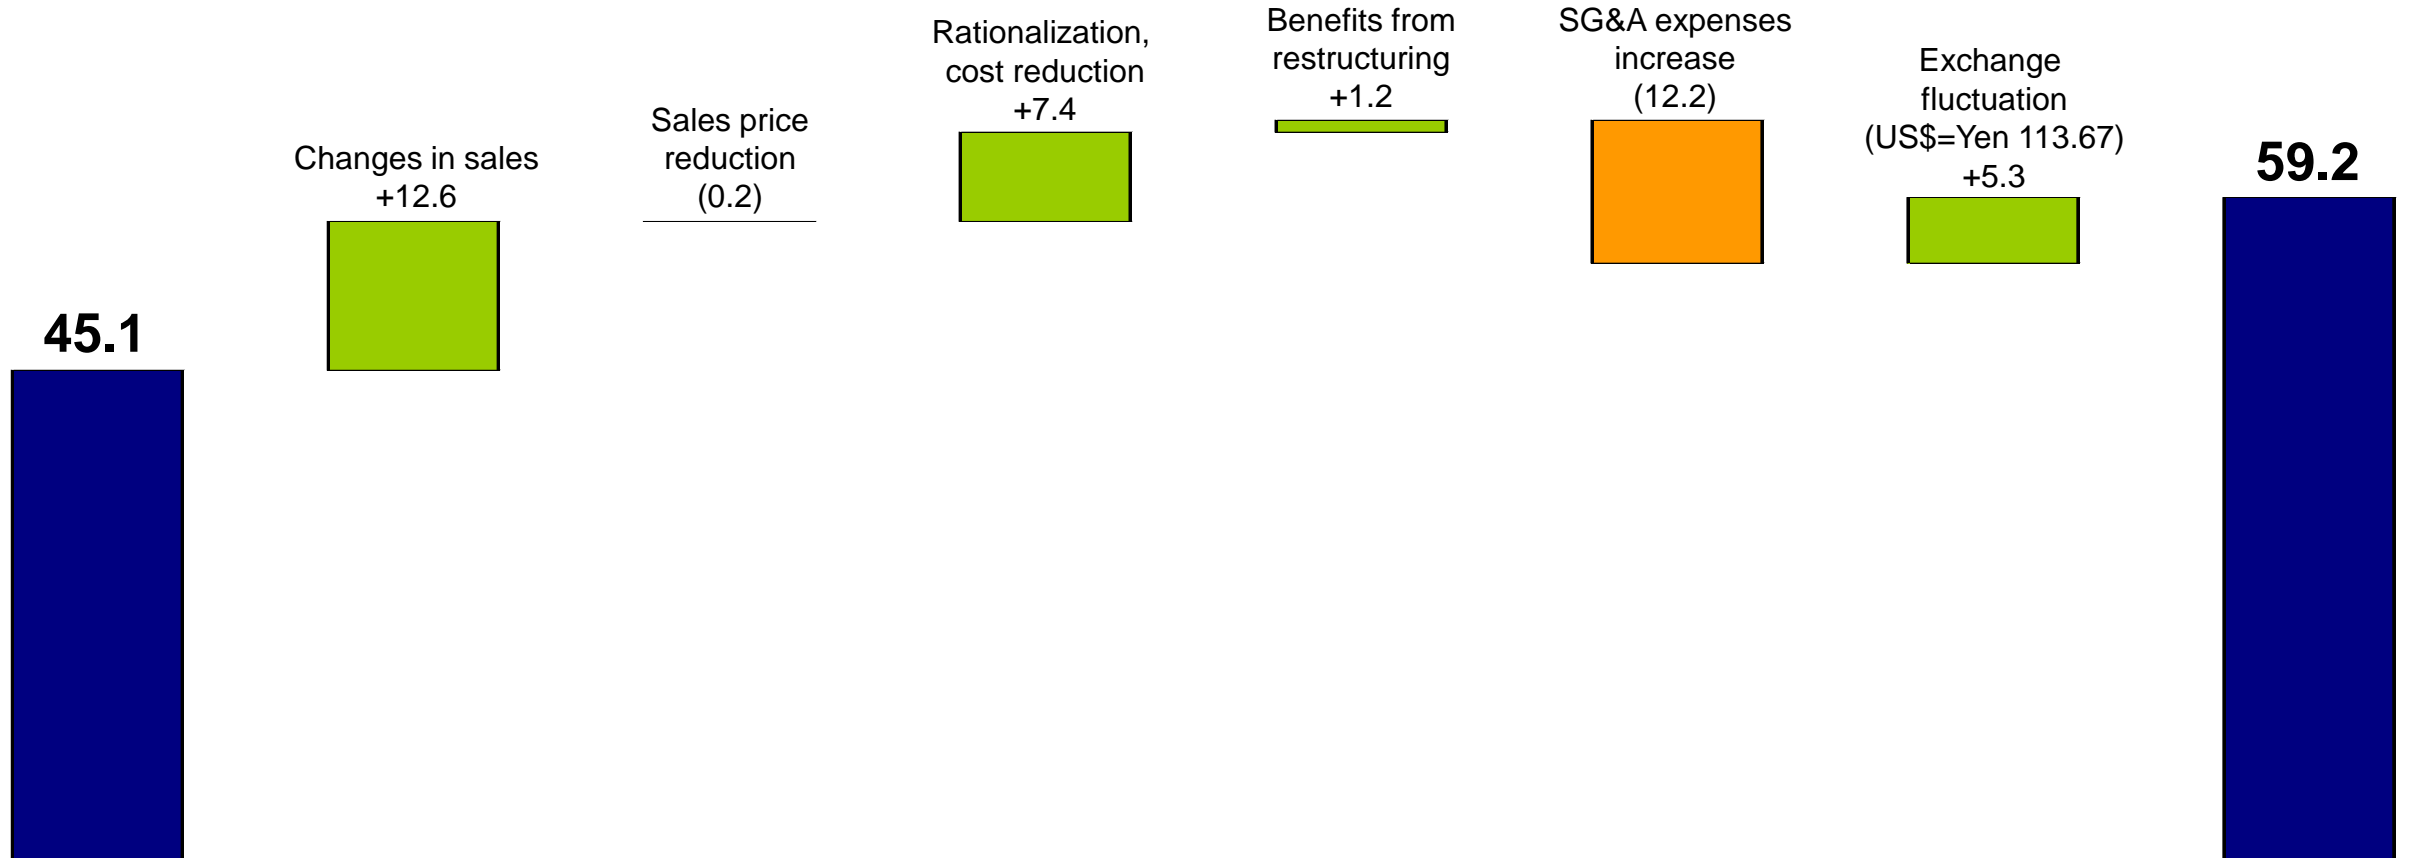 45.1
Changes in sales
+12.6
Sales price
reduction
(0.2)
Rationalization,
cost reduction
+7.4
Benefits from
restructuring
+1.2
SG&A expenses
increase
(12.2)
Exchange
fluctuation
(US$=Yen 113.67)
+5.3
59.2